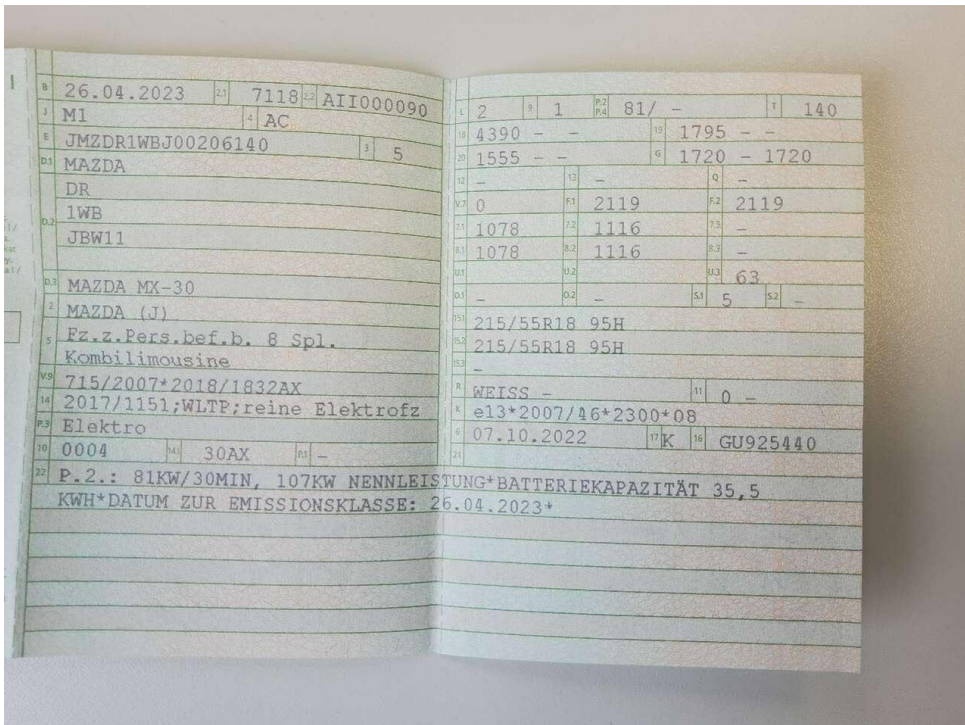 B 26.04.2023 2.1 7118 2.2 AII000090
J M1 4 AC
E JMZDR1WBJ00206140 3 5
D.1 MAZDA
DR
D.2 1WB
JBW11
D.3 MAZDA MX-30
2 MAZDA (J)
5 Fz.z.Pers.bef.b. 8 Spl.
Kombilimousine
V.9 715/2007*2018/1832AX
14 2017/1151;WLTP;reine Elektrofz
P.3 Elektro
10 0004 14.1 30AX P.1 -
L 2 9 1 P.2 P.4 81/ - T 140
18 4390 - - 19 1795 - -
20 1555 - - G 1720 - 1720
12 - 13 - Q -
V.7 0 F.1 2119 F.2 2119
7.1 1078 7.2 1116 7.3 -
8.1 1078 8.2 1116 8.3 -
U.1 U.2 U.3 63
O.1 - O.2 - S.1 5 S.2 -
15.1 215/55R18 95H
15.2 215/55R18 95H
15.3 -
R WEISS - 11 0 -
K e13*2007/46*2300*08
6 07.10.2022 17 K 16 GU925440
21
22 P.2.: 81KW/30MIN, 107KW NENNLEISTUNG*BATTERIEKAPAZITÄT 35,5
KWH*DATUM ZUR EMISSIONSKLASSE: 26.04.2023*